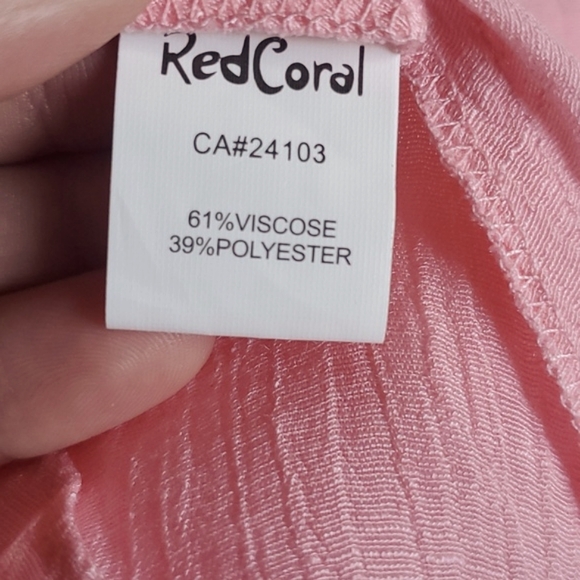 RedCoral
CA#24103
61%VISCOSE
39%POLYESTER